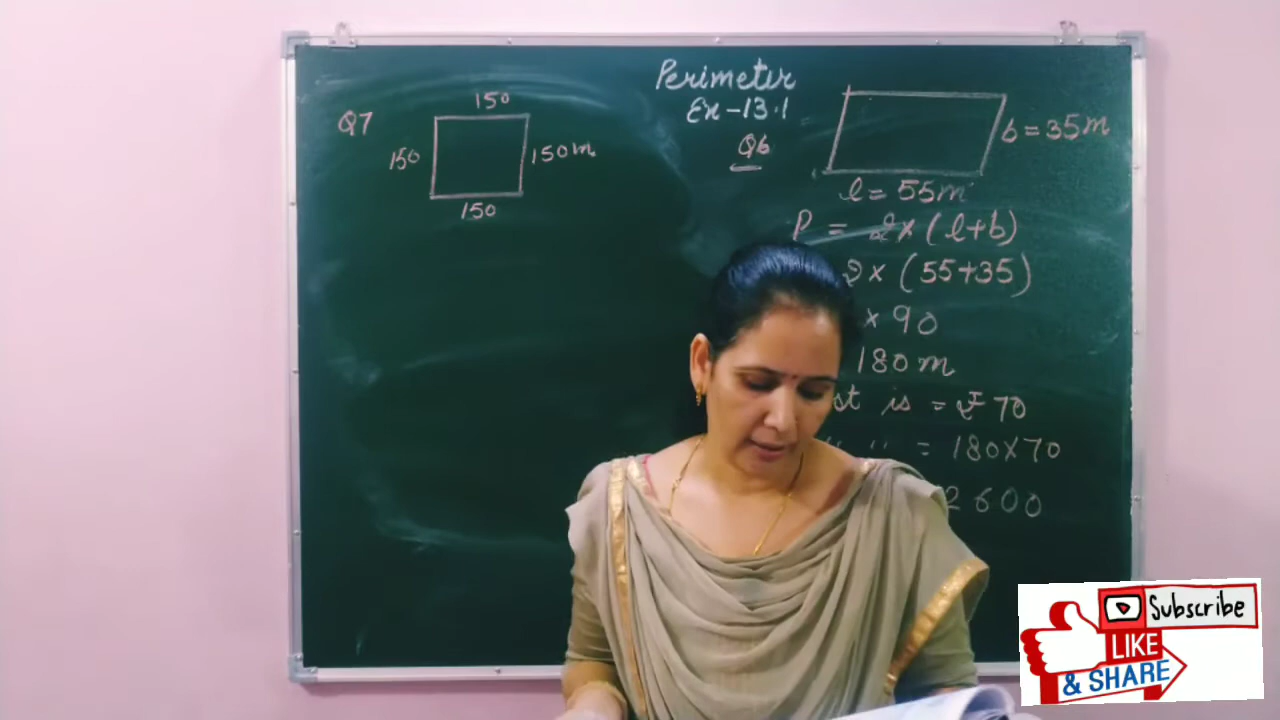 Perimeter
Ex-13.1
Q7
150
150
150m
150
Q6
b = 35m
l = 55m
P = 2 × (l+b)
2 × (55+35)
× 90
180 m
st is = ₹ 70
" " = 180×70
2600
Subscribe
LIKE
& SHARE